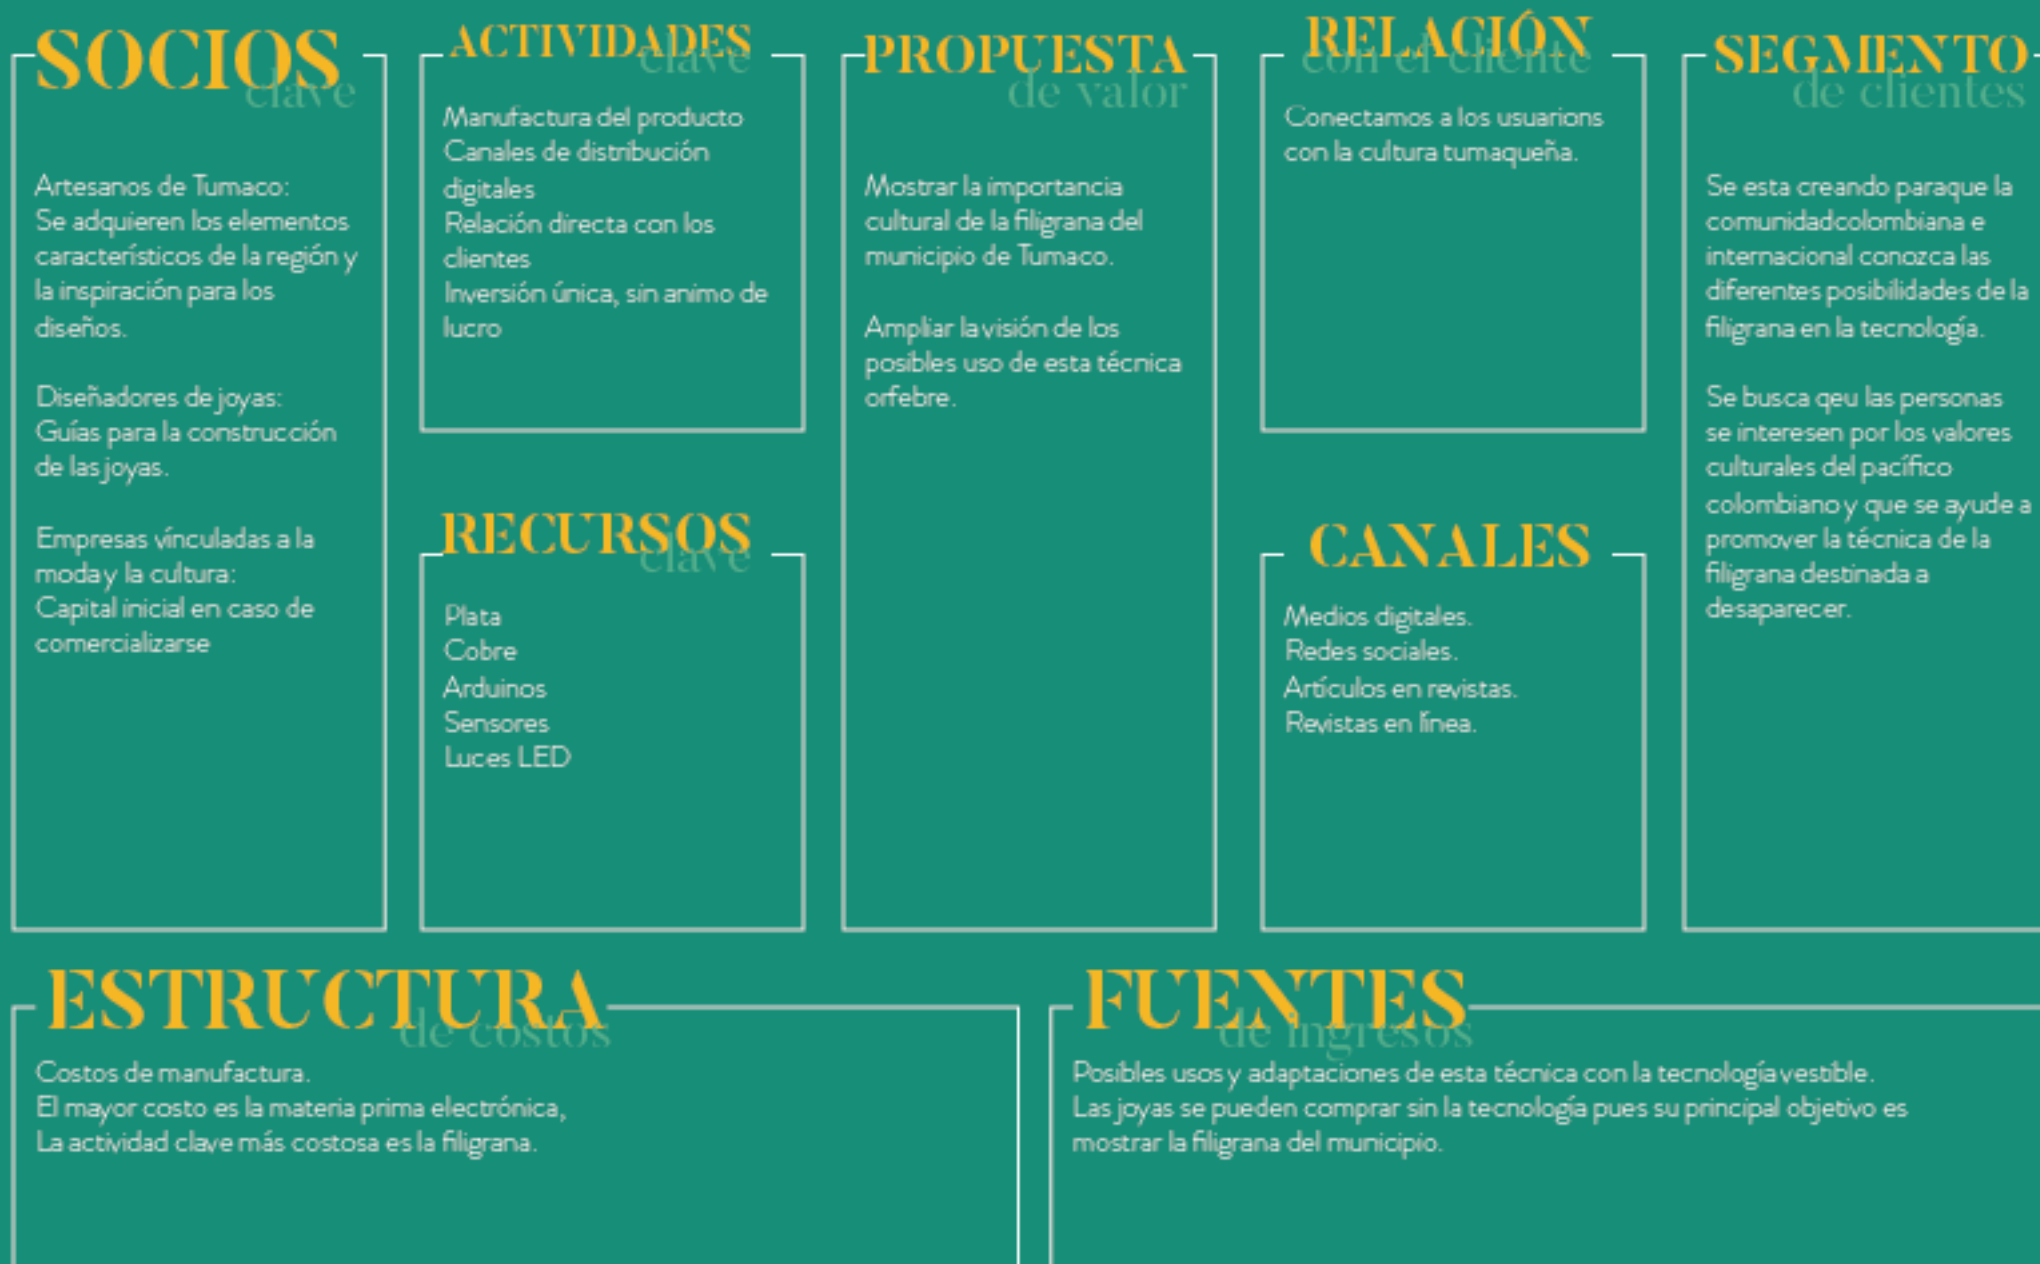 SOCIOS
clave
Artesanos de Tumaco:
Se adquieren los elementos
característicos de la región y
la inspiración para los
diseños.
Diseñadores de joyas:
Guías para la construcción
de las joyas.
Empresas vínculadas a la
moda y la cultura:
Capital inicial en caso de
comercializarse
ACTIVIDADES
clave
Manufactura del producto
Canales de distribución
digitales
Relación directa con los
clientes
Inversión única, sin animo de
lucro
RECURSOS
clave
Plata
Cobre
Arduinos
Sensores
Luces LED
PROPUESTA
de valor
Mostrar la importancia
cultural de la filigrana del
municipio de Tumaco.
Ampliar la visión de los
posibles uso de esta técnica
orfebre.
RELACIÓN
con el cliente
Conectamos a los usuarions
con la cultura tumaqueña.
CANALES
Medios digitales.
Redes sociales.
Artículos en revistas.
Revistas en línea.
SEGMENTO
de clientes
Se esta creando paraque la
comunidadcolombiana e
internacional conozca las
diferentes posibilidades de la
filigrana en la tecnología.
Se busca qeu las personas
se interesen por los valores
culturales del pacífico
colombiano y que se ayude a
promover la técnica de la
filigrana destinada a
desaparecer.
ESTRUCTURA
de costos
Costos de manufactura.
El mayor costo es la materia prima electrónica,
La actividad clave más costosa es la filigrana.
FUENTES
de ingresos
Posibles usos y adaptaciones de esta técnica con la tecnología vestible.
Las joyas se pueden comprar sin la tecnología pues su principal objetivo es
mostrar la filigrana del municipio.